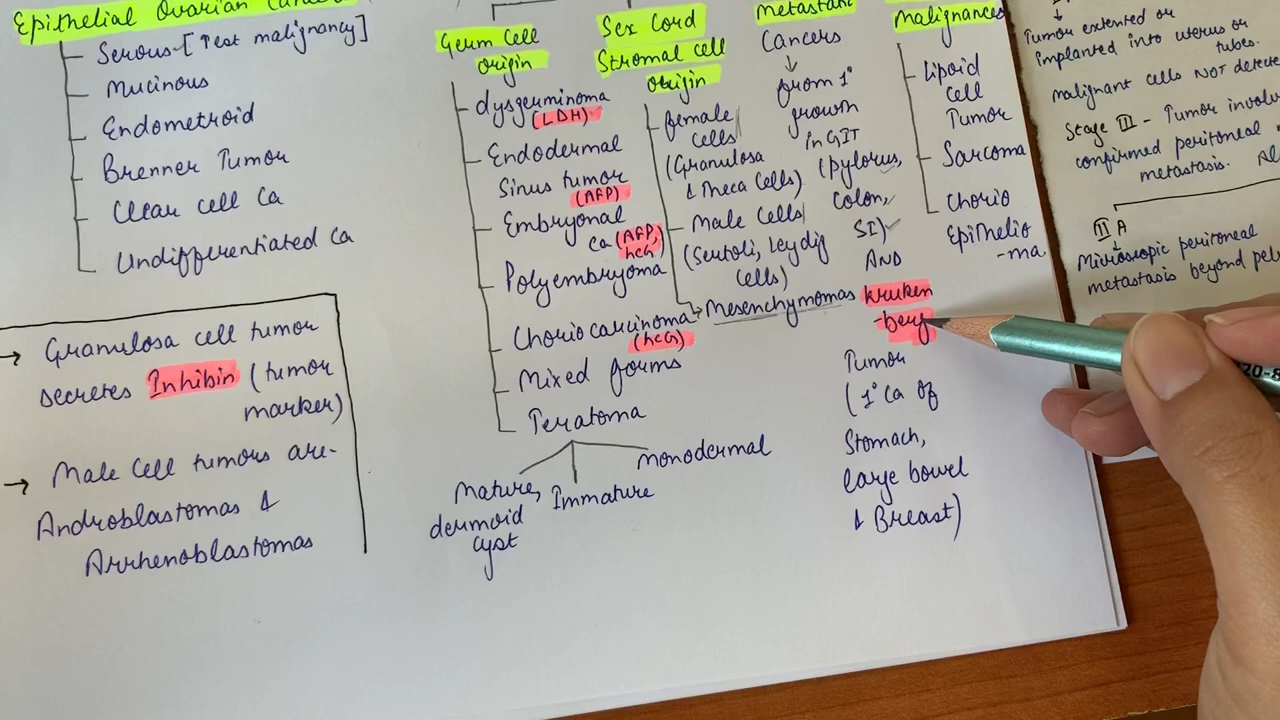 Epithelial Ovarian
Serous-[ malignancy]
Mucinous
Endometroid
Brenner Tumor
Clear cell Ca
Undifferentiated Ca
→ Granulosa cell tumor
secretes Inhibin (tumor
marker)
→ Male cell tumors are-
Androblastomas &
Arrhenoblastomas
Germ Cell
origin
dysgerminoma
(LDH)
Endodermal
Sinus tumor
(AFP)
Embryonal
ca (AFP,
hcG)
Polyembryoma
Choriocarcinoma
(hcG)
Mixed forms
Teratoma
Mature,
dermoid
cyst
Immature
monodermal
Sex Cord
Stromal cell
origin
female
cells
(Granulosa
& Theca Cells)
Male Cells
(Sertoli, Leydig
cells)
Mesenchymomas
metastatic
Cancers
↓
from 1°
growth
in GIT
(pylorus,
Colon,
SI)
AND
kruken
-berg
Tumor
(1° Ca of
Stomach,
large bowel
& Breast)
malignances
Lipoid
cell
Tumor
Sarcoma
Chorio
Epithelio
-ma
Tumor extented or
implanted into uterus or
tubes.
malignant cells NOT
Stage III - Tumor
confirmed peritoneal
metastasis.
III A
Microscopic peritoneal
metastasis beyond